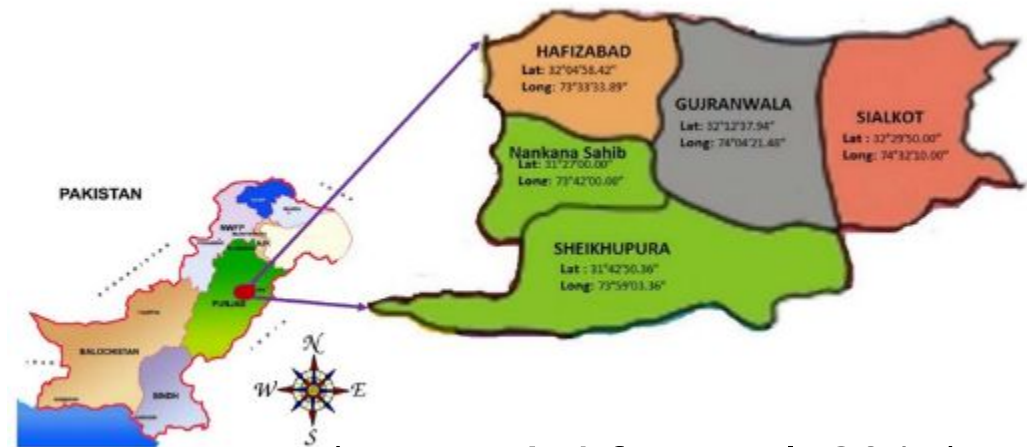 HAFIZABAD
Lat: 32°04'58.42"
Long: 73°33'33.89"
GUJRANWALA
Lat: 32°12'37.94"
Long: 74°04'21.48"
SIALKOT
Lat : 32°29'50.00"
Long: 74°32'10.00"
Nankana Sahib
Lat: 31°27'00.00"
Long: 73°42'00.00"
SHEIKHUPURA
Lat : 31°42'50.36"
Long: 73°59'03.36"
PAKISTAN
NWFP
PUNJAB
BALOCHISTAN
SINDH
N
W
E
S